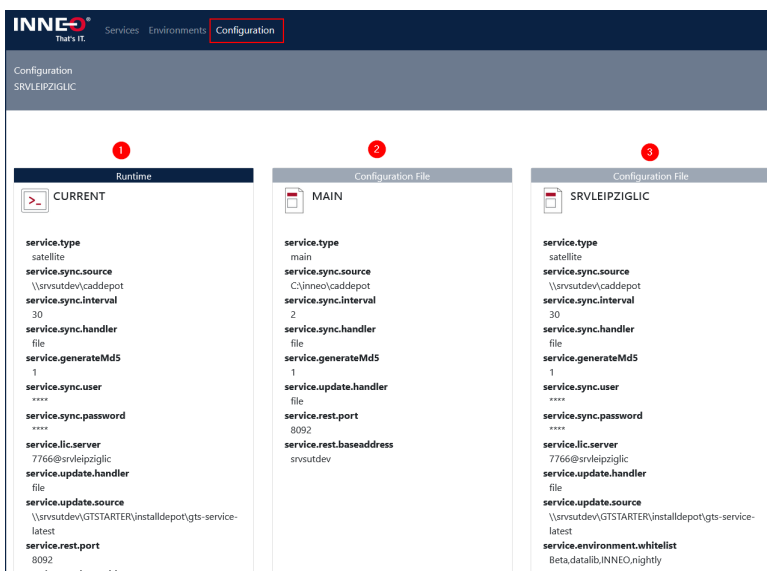 INNEO
That's IT.
Services Environments Configuration
Configuration
SRVLEIPZIGLIC
1
Runtime
CURRENT
service.type
satellite
service.sync.source
\\srvsutdev\caddepot
service.sync.interval
30
service.sync.handler
file
service.generateMd5
1
service.sync.user
****
service.sync.password
****
service.lic.server
7766@srvleipziglic
service.update.handler
file
service.update.source
\\srvsutdev\GTSTARTER\installdepot\gts-service-
latest
service.rest.port
8092
2
Configuration File
MAIN
service.type
main
service.sync.source
C:\inneo\caddepot
service.sync.interval
2
service.sync.handler
file
service.generateMd5
1
service.update.handler
file
service.rest.port
8092
service.rest.baseaddress
srvsutdev
3
Configuration File
SRVLEIPZIGLIC
service.type
satellite
service.sync.source
\\srvsutdev\caddepot
service.sync.interval
30
service.sync.handler
file
service.generateMd5
1
service.sync.user
****
service.sync.password
****
service.lic.server
7766@srvleipziglic
service.update.handler
file
service.update.source
\\srvsutdev\GTSTARTER\installdepot\gts-service-
latest
service.environment.whitelist
Beta,datalib,INNEO,nightly